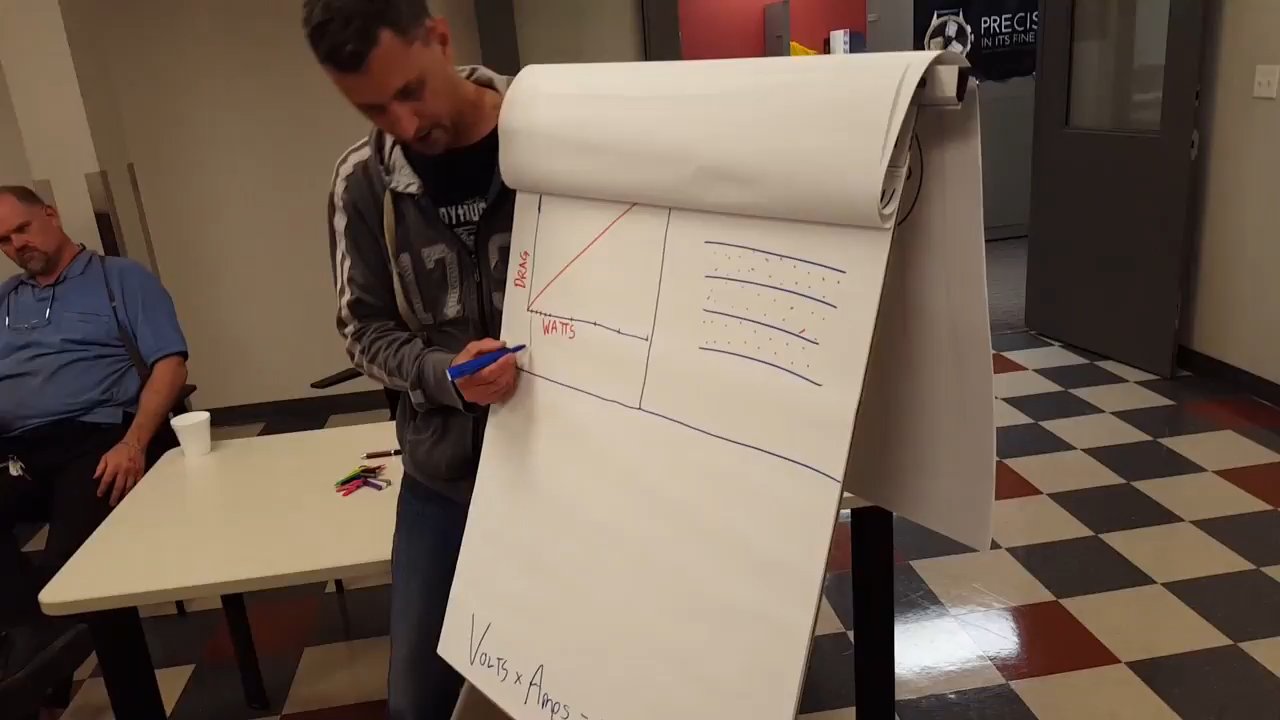 PRECIS
IN ITS FINE
DRAG
WATTS
VOLTS x Amps =